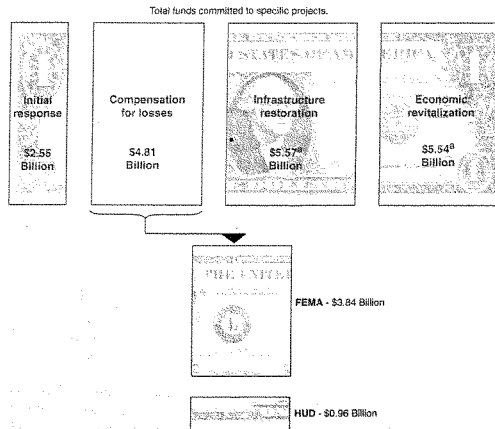 Total funds committed to specific projects.
Initial
response
$2.55
Billion
Compensation
for losses
$4.81
Billion
Infrastructure
restoration
$5.57a
Billion
Economic
revitalization
$5.54a
Billion
FEMA - $3.84 Billion
HUD - $0.96 Billion